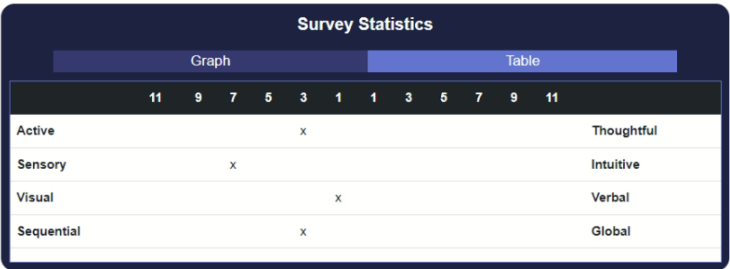 Survey Statistics
Graph Table
11 9 7 5 3 1 1 3 5 7 9 11
Active x Thoughtful
Sensory x Intuitive
Visual x Verbal
Sequential x Global